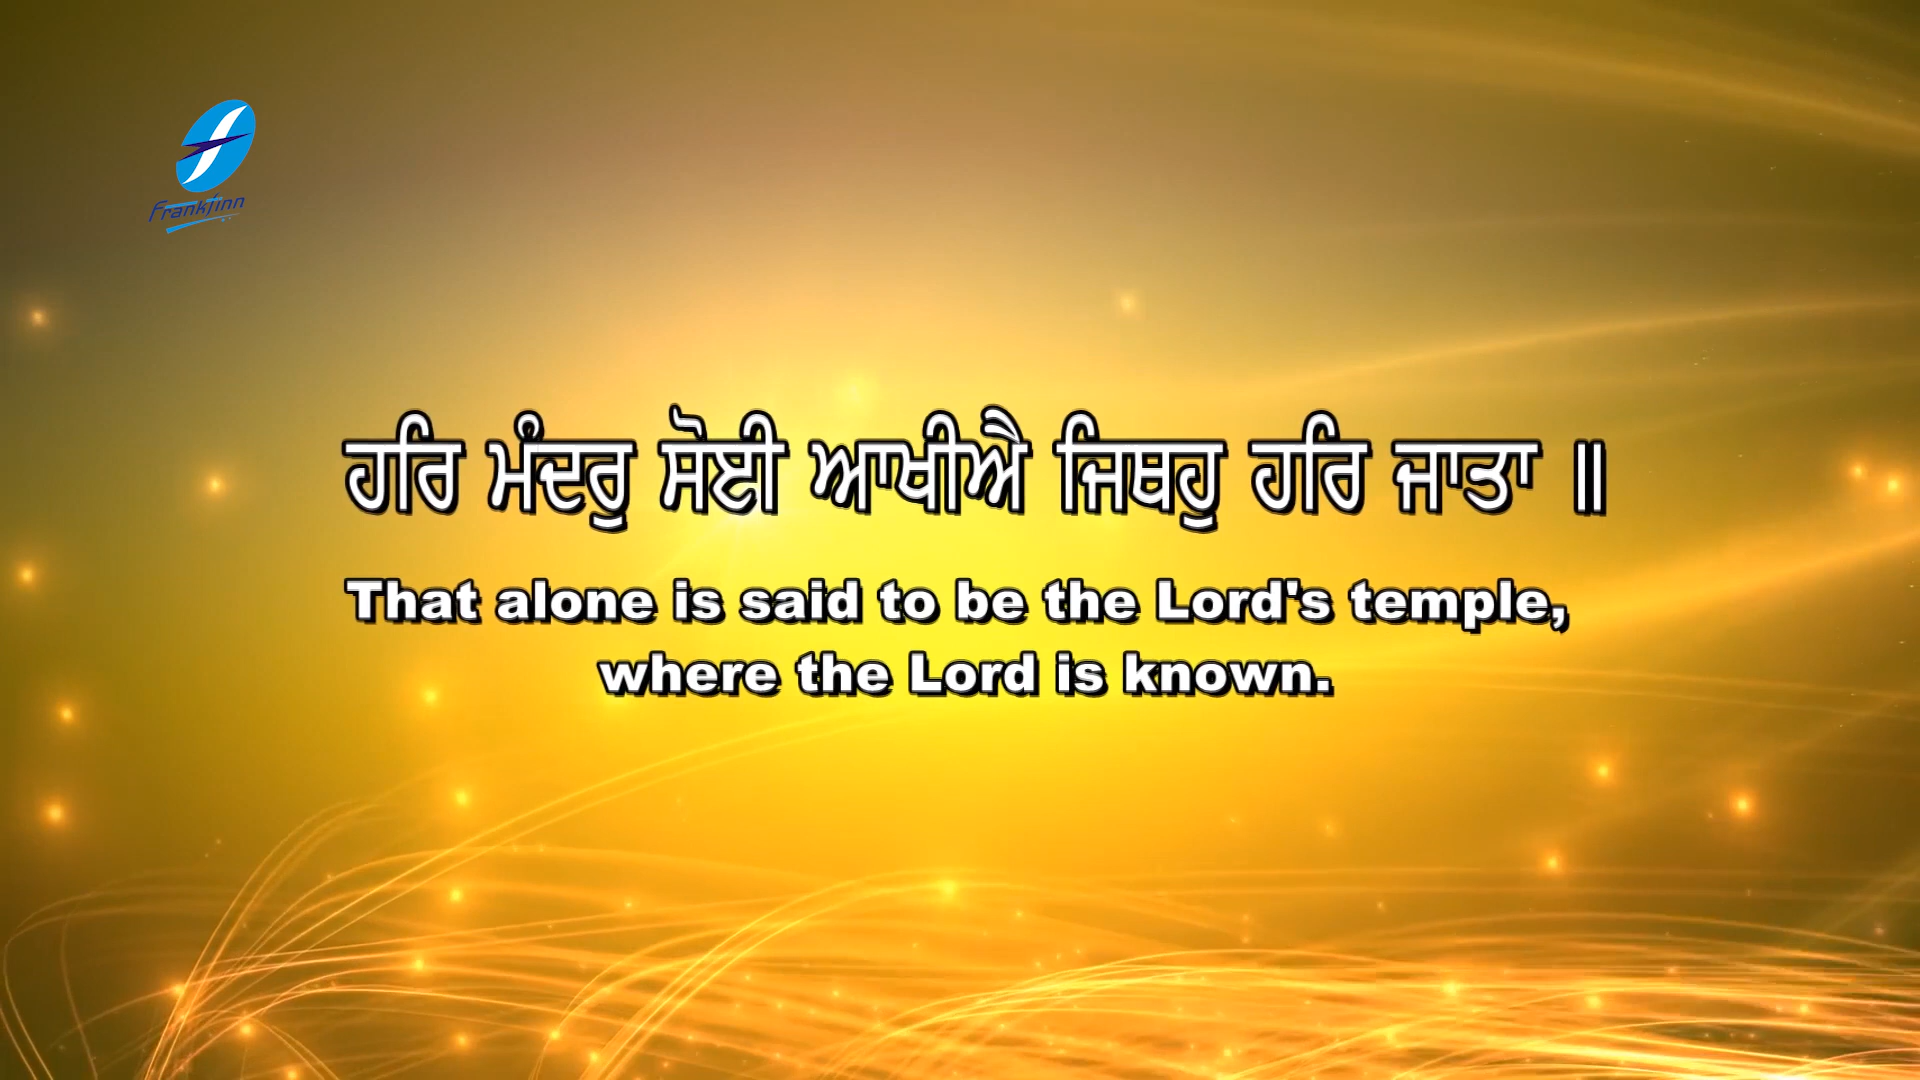 Frankfinn
ਹਰਿ ਮੰਦਰੁ ਸੋਈ ਆਖੀਐ ਜਿਥਹੁ ਹਰਿ ਜਾਤਾ ॥
That alone is said to be the Lord's temple,
where the Lord is known.